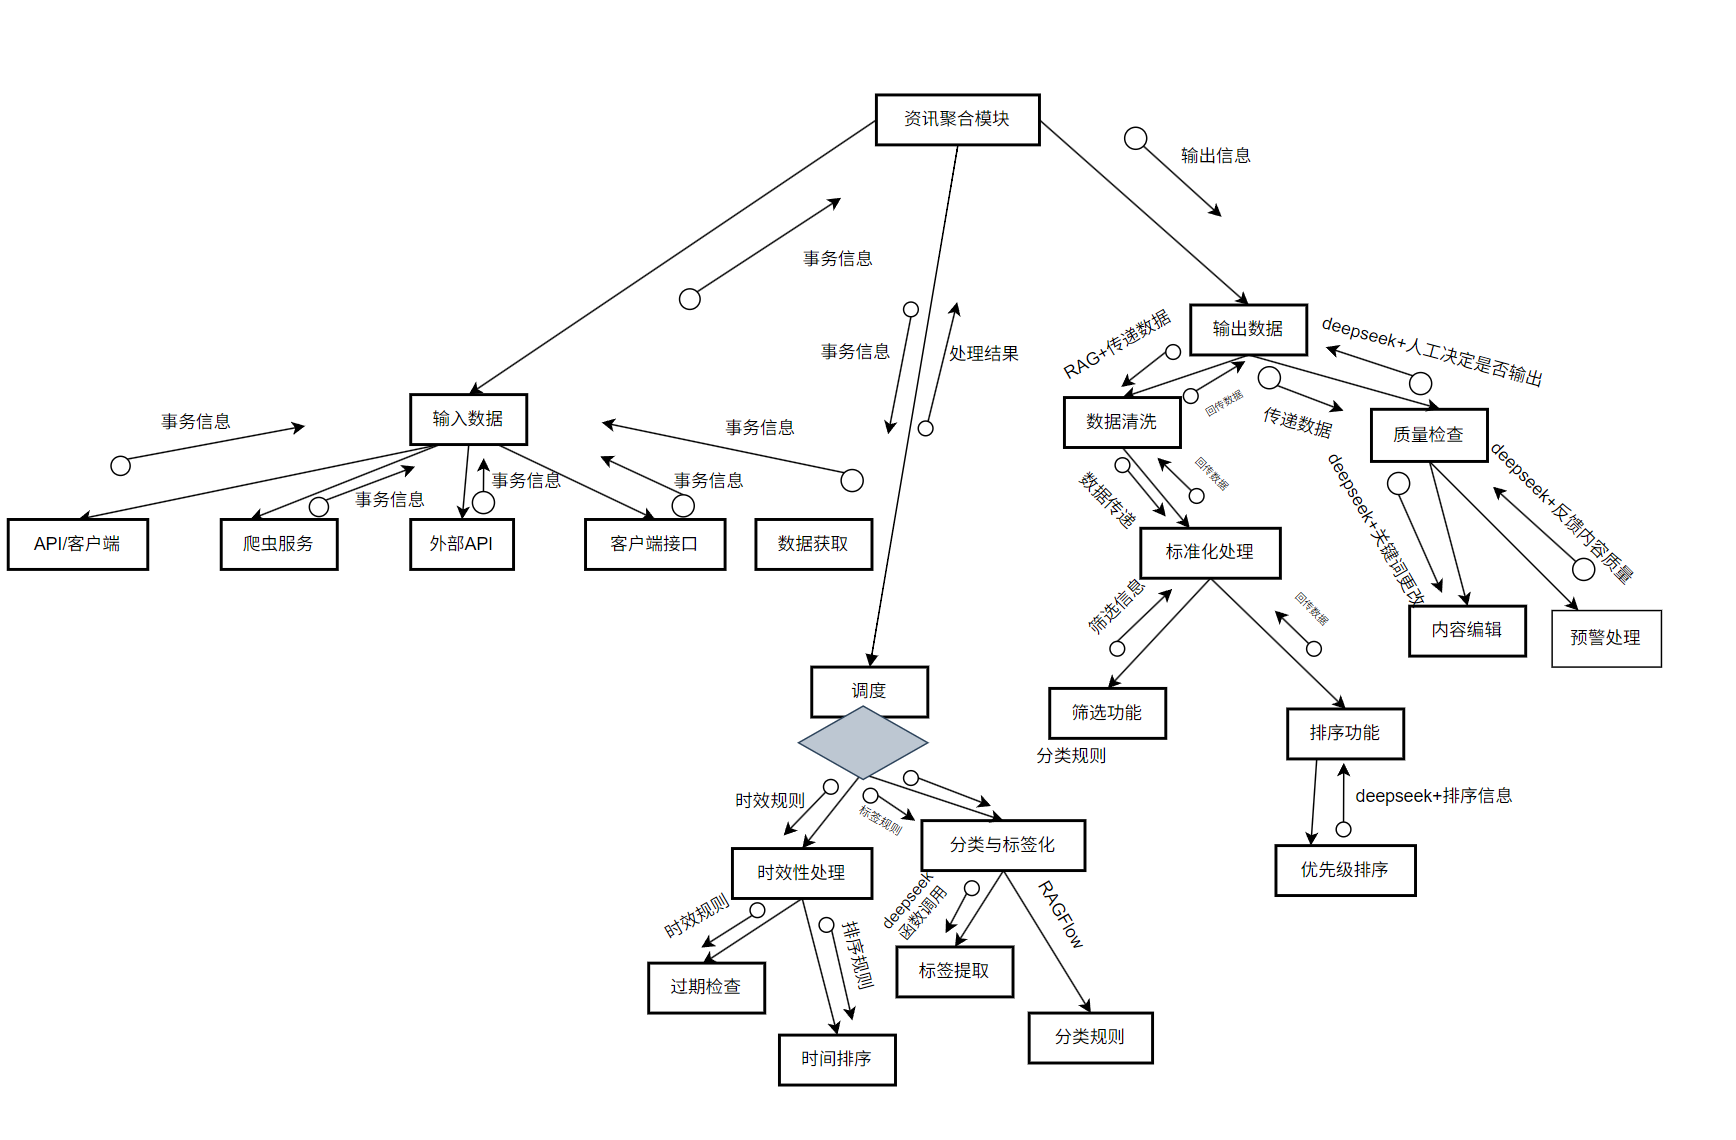 资讯聚合模块
输出信息
事务信息
输出数据
RAG+传递数据
deepseek+人工决定是否输出
事务信息
处理结果
回传数据
传递数据
输入数据
事务信息
事务信息
数据清洗
质量检查
事务信息
事务信息
事务信息
数据传递
回传数据
deepseek+关键词更改
deepseek+反馈内容质量
API/客户端
爬虫服务
外部API
客户端接口
数据获取
标准化处理
筛选信息
回传数据
内容编辑
预警处理
调度
筛选功能
分类规则
排序功能
时效规则
标签规则
deepseek+排序信息
时效性处理
分类与标签化
优先级排序
时效规则
排序规则
deepseek
函数调用
RAGFlow
过期检查
标签提取
时间排序
分类规则